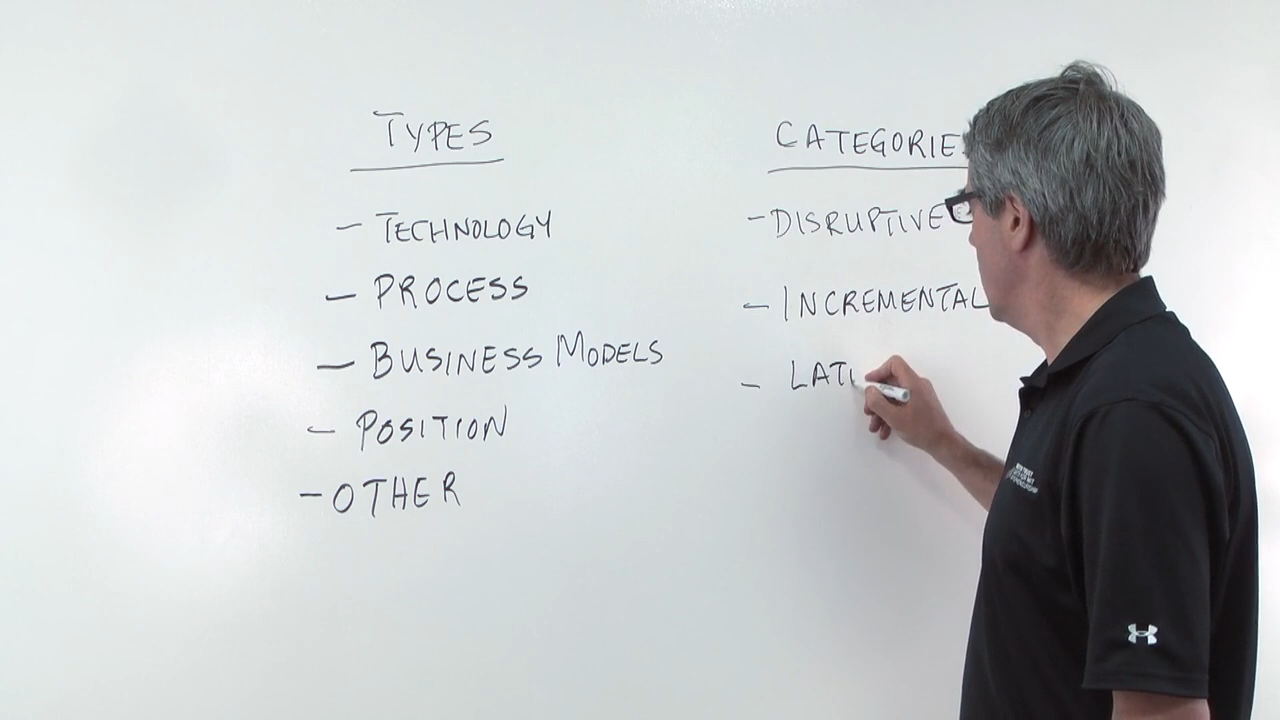 TYPES
- TECHNOLOGY
- PROCESS
- BUSINESS MODELS
- POSITION
- OTHER
CATEGORIE
- DISRUPTIVE
- INCREMENTAL
- LAT